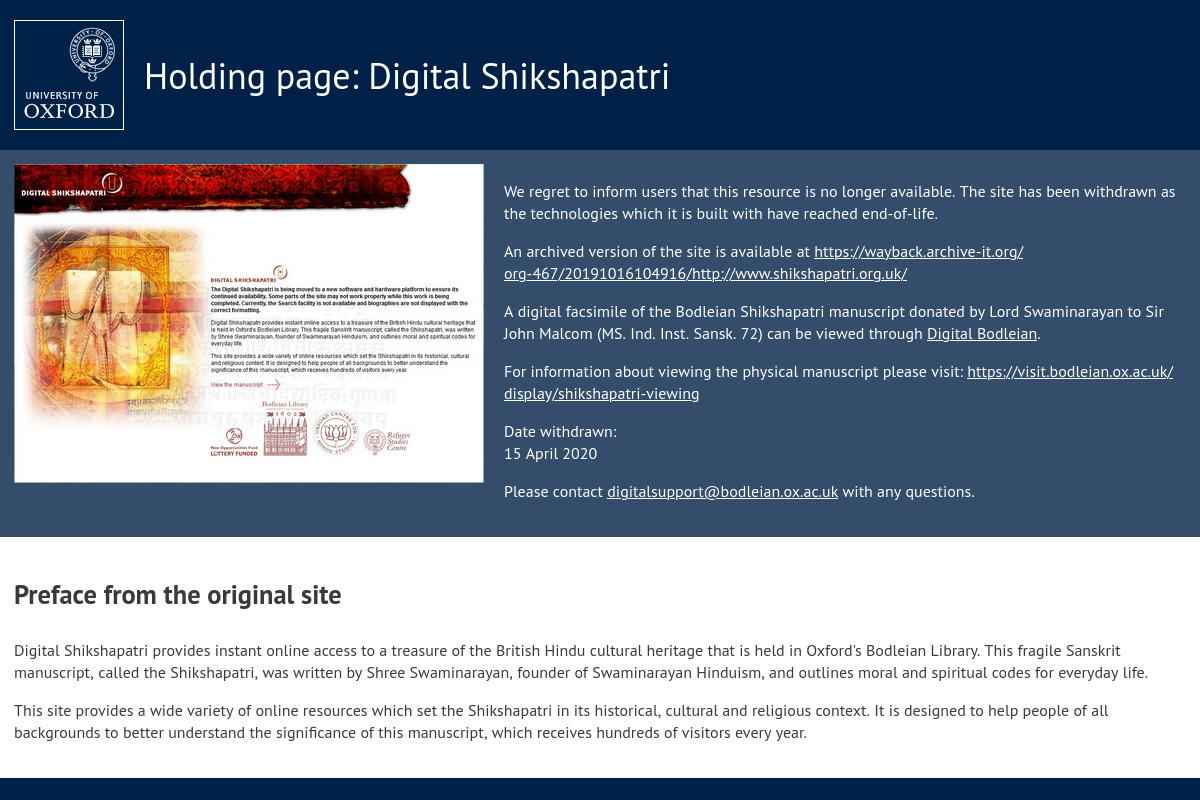 UNIVERSITY OF
OXFORD
Holding page: Digital Shikshapatri
DIGITAL SHIKSHAPATRI
DIGITAL SHIKSHAPATRI
The Digital Shikshapatri is being moved to a new software and hardware platform to ensure its
continued availability. Some parts of the site may not work properly while this work is being
completed. Currently, the Search facility is not available and biographies are not displayed with the
correct formatting.
Digital Shikshapatri provides instant online access to a treasure of the British Hindu cultural heritage that
is held in Oxford's Bodleian Library. This fragile Sanskrit manuscript, called the Shikshapatri, was written
by Shree Swaminarayan, founder of Swaminarayan Hinduism, and outlines moral and spiritual codes for
everyday life.
This site provides a wide variety of online resources which set the Shikshapatri in its historical, cultural
and religious context. It is designed to help people of all backgrounds to better understand the
significance of this manuscript, which receives hundreds of visitors every year.
View the manuscript
Bodleian Library
1602
New Opportunities Fund
LOTTERY FUNDED
OXFORD CENTRE FOR
HINDU STUDIES
Refugee
Studies
Centre
We regret to inform users that this resource is no longer available. The site has been withdrawn as
the technologies which it is built with have reached end-of-life.
An archived version of the site is available at https://wayback.archive-it.org/
org-467/20191016104916/http://www.shikshapatri.org.uk/
A digital facsimile of the Bodleian Shikshapatri manuscript donated by Lord Swaminarayan to Sir
John Malcom (MS. Ind. Inst. Sansk. 72) can be viewed through Digital Bodleian.
For information about viewing the physical manuscript please visit: https://visit.bodleian.ox.ac.uk/
display/shikshapatri-viewing
Date withdrawn:
15 April 2020
Please contact digitalsupport@bodleian.ox.ac.uk with any questions.
Preface from the original site
Digital Shikshapatri provides instant online access to a treasure of the British Hindu cultural heritage that is held in Oxford's Bodleian Library. This fragile Sanskrit
manuscript, called the Shikshapatri, was written by Shree Swaminarayan, founder of Swaminarayan Hinduism, and outlines moral and spiritual codes for everyday life.
This site provides a wide variety of online resources which set the Shikshapatri in its historical, cultural and religious context. It is designed to help people of all
backgrounds to better understand the significance of this manuscript, which receives hundreds of visitors every year.